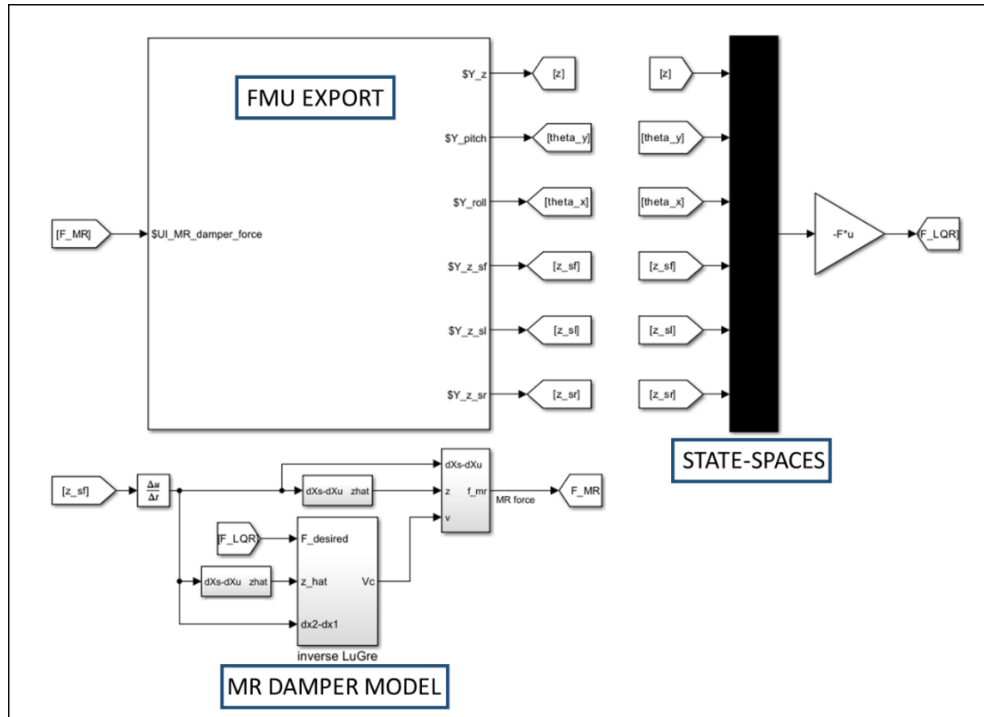 FMU EXPORT
$UI_MR_damper_force
$Y_z
$Y_pitch
$Y_roll
$Y_z_sf
$Y_z_sl
$Y_z_sr
[F_MR]
[z]
[theta_y]
[theta_x]
[z_sf]
[z_sl]
[z_sr]
[z]
[theta_y]
[theta_x]
[z_sf]
[z_sl]
[z_sr]
-F*u
[F_LQR]
STATE-SPACES
[z_sf]
Δu
Δt
dXs-dXu zhat
dXs-dXu
z
v
f_mr
MR force
F_MR
[F_LQR]
dXs-dXu zhat
F_desired
z_hat
dx2-dx1
Vc
inverse LuGre
MR DAMPER MODEL